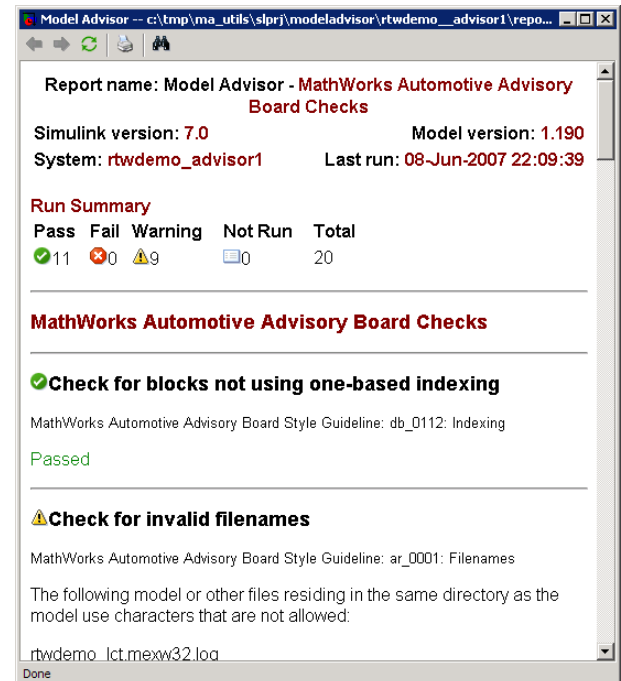 Model Advisor -- c:\tmp\ma_utils\slprj\modeladvisor\rtwdemo__advisor1\repo...
Report name: Model Advisor - MathWorks Automotive Advisory
Board Checks
Simulink version: 7.0 Model version: 1.190
System: rtwdemo_advisor1 Last run: 08-Jun-2007 22:09:39
Run Summary
Pass Fail Warning Not Run Total
11 0 9 0 20
MathWorks Automotive Advisory Board Checks
Check for blocks not using one-based indexing
MathWorks Automotive Advisory Board Style Guideline: db_0112: Indexing
Passed
Check for invalid filenames
MathWorks Automotive Advisory Board Style Guideline: ar_0001: Filenames
The following model or other files residing in the same directory as the
model use characters that are not allowed:
rtwdemo_lct.mexw32.log
Done